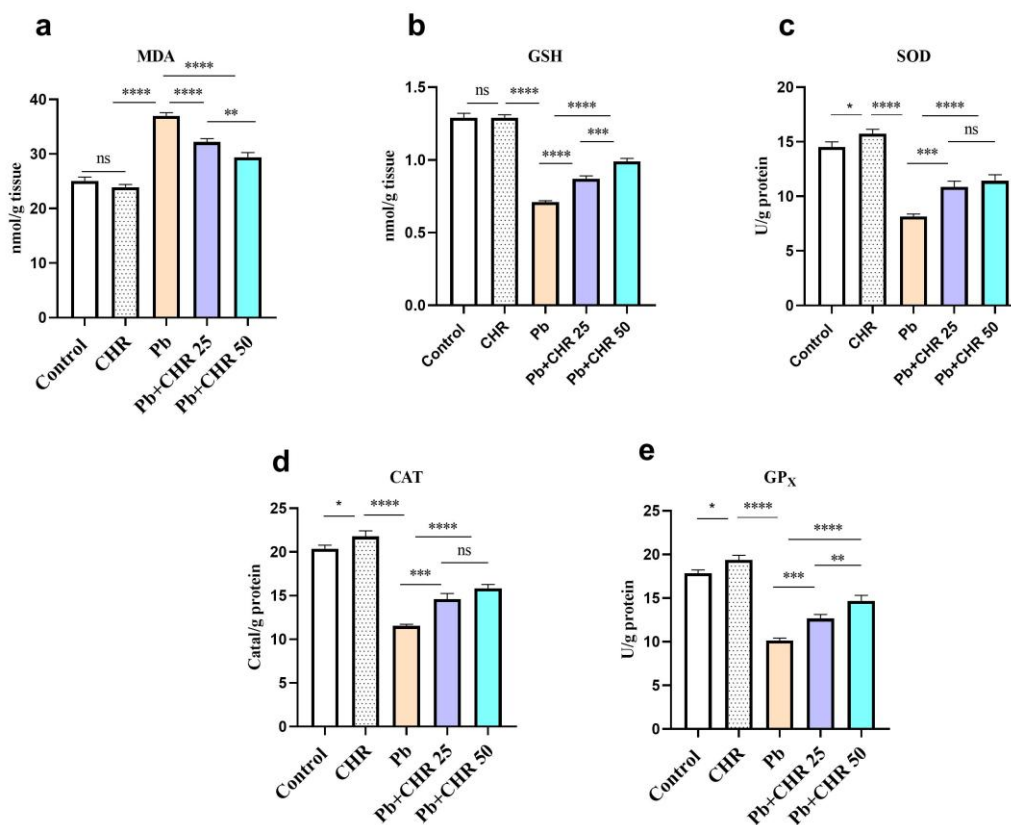 a
MDA
nmol/g tissue
40
30
20
10
0
ns
****
****
****
**
Control
CHR
Pb
Pb+CHR 25
Pb+CHR 50
b
GSH
nmol/g tissue
1.5
1.0
0.5
0.0
ns
****
****
****
***
Control
CHR
Pb
Pb+CHR 25
Pb+CHR 50
c
SOD
U/g protein
20
15
10
5
0
*
****
****
***
ns
Control
CHR
Pb
Pb+CHR 25
Pb+CHR 50
d
CAT
Catal/g protein
25
20
15
10
5
0
*
****
****
***
ns
Control
CHR
Pb
Pb+CHR 25
Pb+CHR 50
e
GPX
U/g protein
25
20
15
10
5
0
*
****
****
***
**
Control
CHR
Pb
Pb+CHR 25
Pb+CHR 50